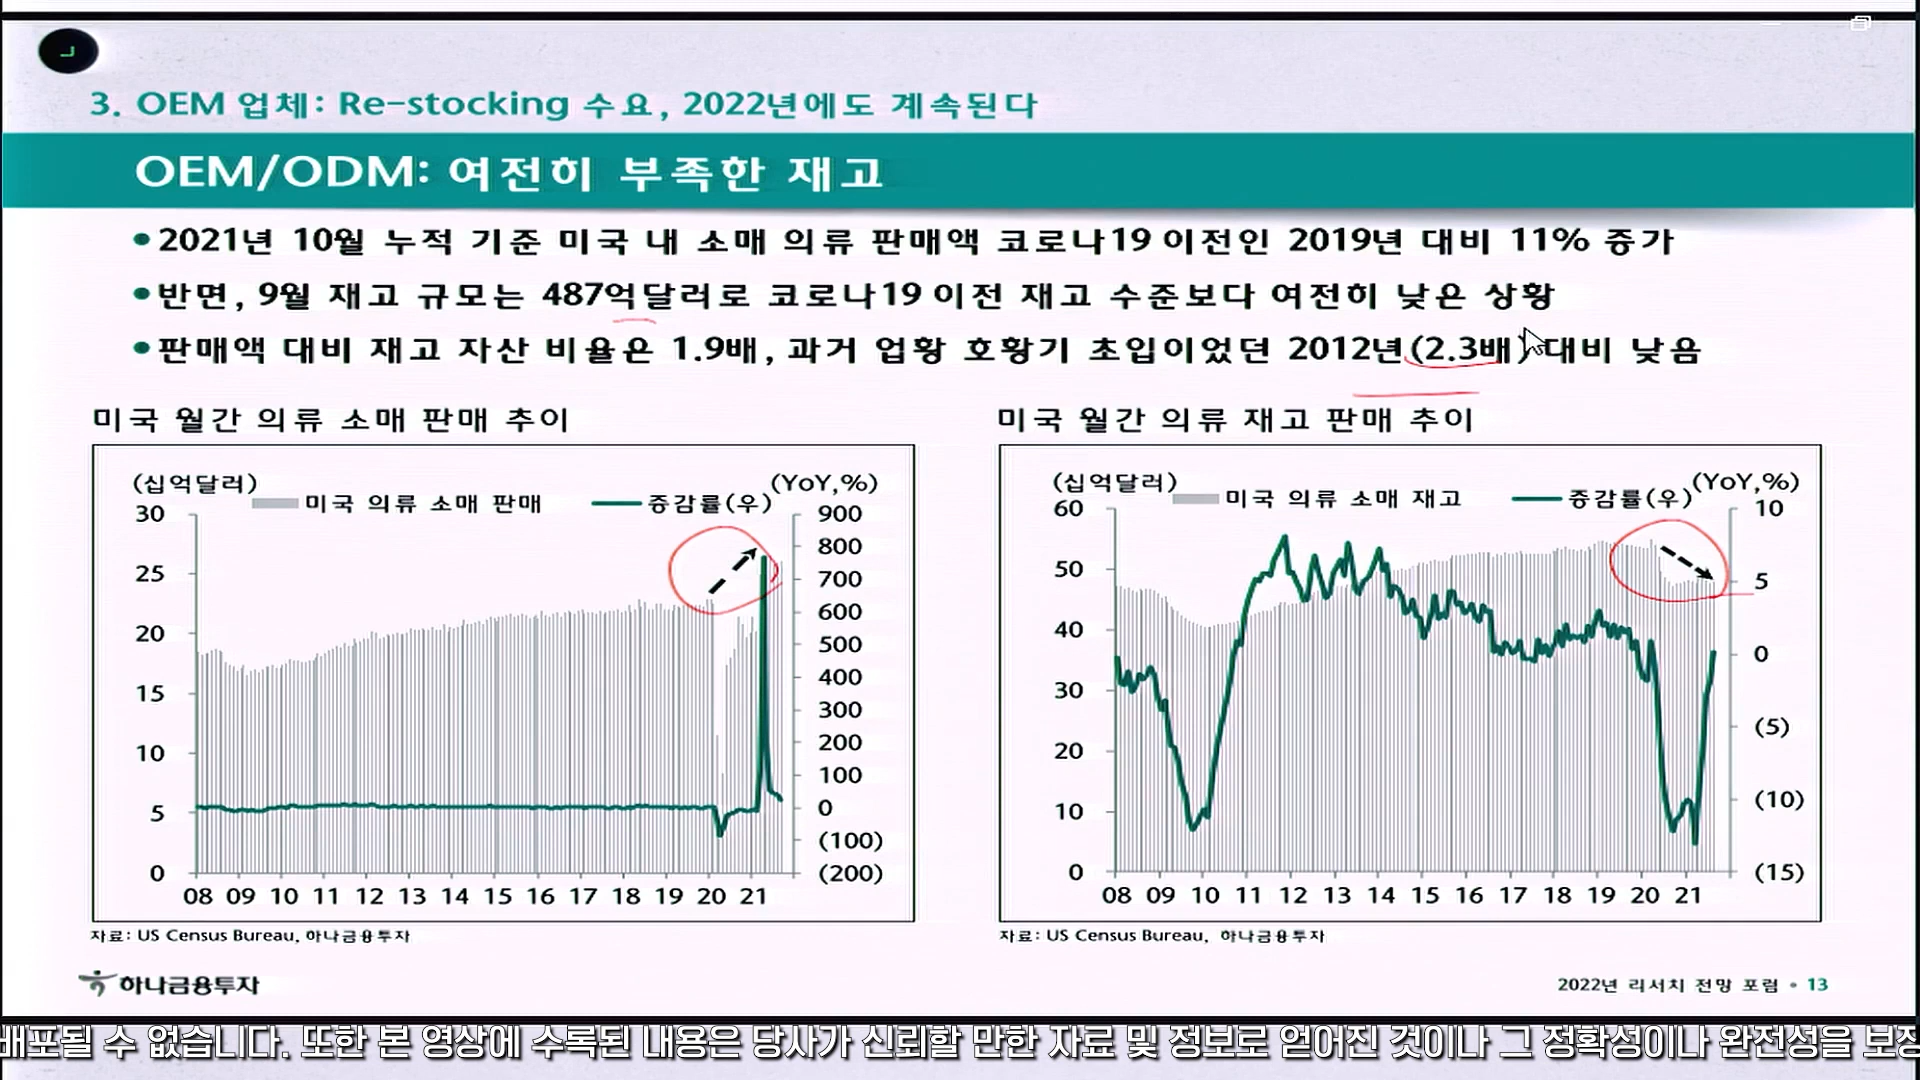 3. OEM 업체: Re-stocking 수요, 2022년에도 계속된다
OEM/ODM: 여전히 부족한 재고
•2021년 10월 누적 기준 미국 내 소매 의류 판매액 코로나19 이전인 2019년 대비 11% 증가
•반면, 9월 재고 규모는 487억달러로 코로나19 이전 재고 수준보다 여전히 낮은 상황
•판매액 대비 재고 자산 비율은 1.9배, 과거 업황 호황기 초입이었던 2012년(2.3배) 대비 낮음
미국 월간 의류 소매 판매 추이
(십억달러)
(YoY,%)
미국 의류 소매 판매
증감률(우)
30
25
20
15
10
5
0
900
800
700
600
500
400
300
200
100
0
(100)
(200)
08 09 10 11 12 13 14 15 16 17 18 19 20 21
자료: US Census Bureau, 하나금융투자
미국 월간 의류 재고 판매 추이
(십억달러)
(YoY,%)
미국 의류 소매 재고
증감률(우)
60
50
40
30
20
10
0
10
5
0
(5)
(10)
(15)
08 09 10 11 12 13 14 15 16 17 18 19 20 21
자료: US Census Bureau, 하나금융투자
하나금융투자
2022년 리서치 전망 포럼 • 13
배포될 수 없습니다. 또한 본 영상에 수록된 내용은 당사가 신뢰할 만한 자료 및 정보로 얻어진 것이나 그 정확성이나 완전성을 보장